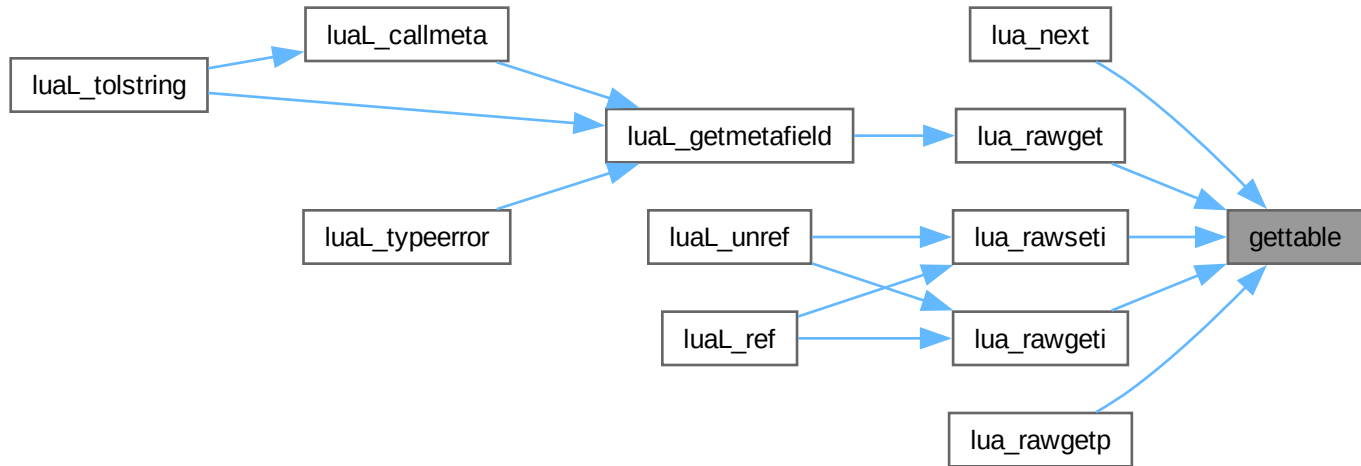 luaL_callmeta
lua_next
luaL_tolstring
luaL_getmetafield
lua_rawget
luaL_typeerror
luaL_unref
lua_rawseti
gettable
luaL_ref
lua_rawgeti
lua_rawgetp